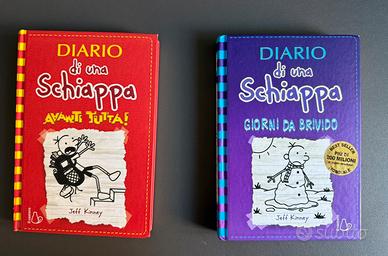 DIARIO
di una
Schiappa
AVANTI TUTTA!
Jeff Kinney
DIARIO
di una
Schiappa
GIORNI DA BRIVIDO
BEST SELLER
PIÙ DI
200 MILIONI
Jeff Kinney
subito